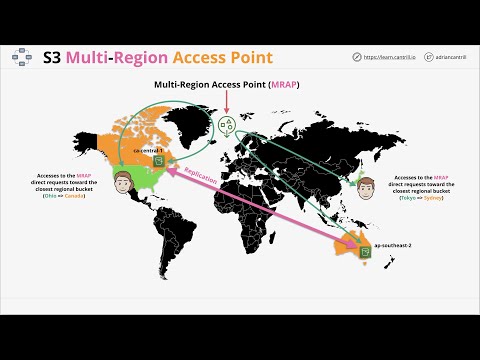 S3 Multi-Region Access Point
https://learn.cantrill.io
adriancantrill
Multi-Region Access Point (MRAP)
ca-central-1
Replication
Accesses to the MRAP
direct requests toward the
closest regional bucket
(Ohio => Canada)
Accesses to the MRAP
direct requests toward the
closest regional bucket
(Tokyo => Sydney)
ap-southeast-2